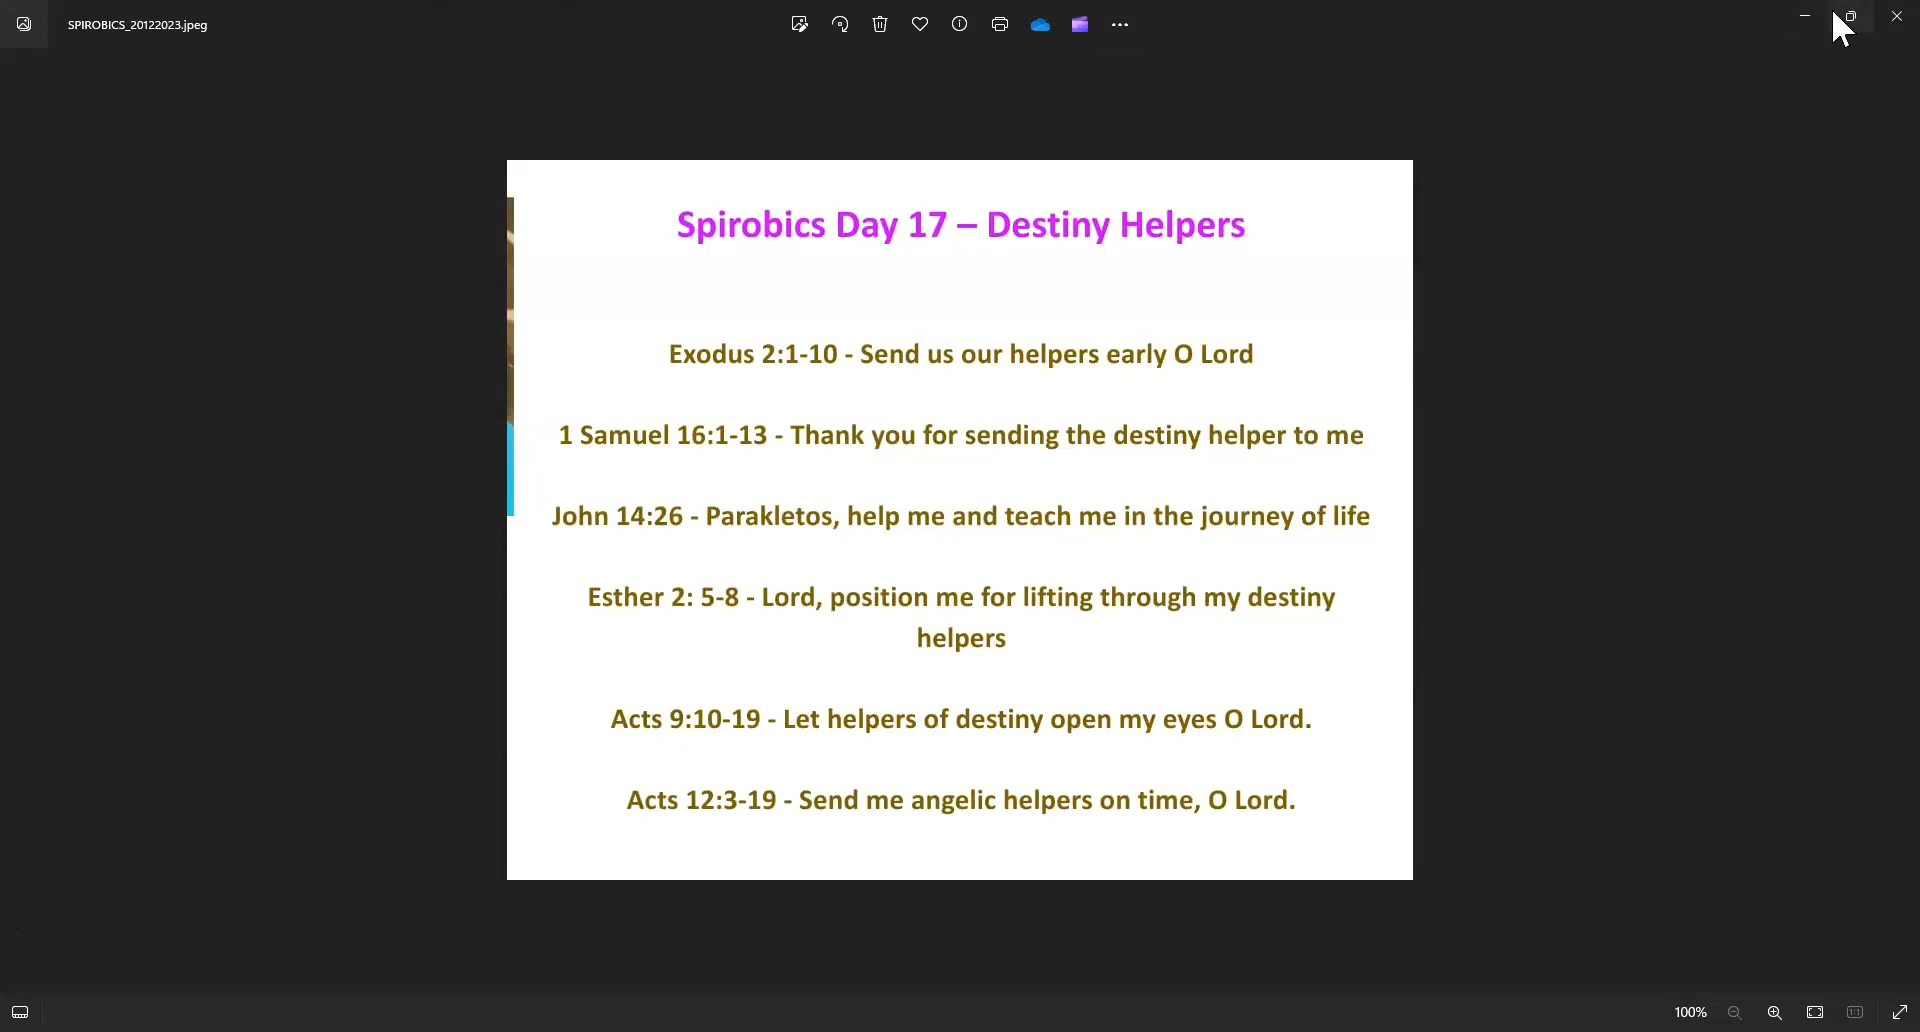 SPIROBICS_20122023.jpeg
Spirobics Day 17 – Destiny Helpers
Exodus 2:1-10 - Send us our helpers early O Lord
1 Samuel 16:1-13 - Thank you for sending the destiny helper to me
John 14:26 - Parakletos, help me and teach me in the journey of life
Esther 2: 5-8 - Lord, position me for lifting through my destiny
helpers
Acts 9:10-19 - Let helpers of destiny open my eyes O Lord.
Acts 12:3-19 - Send me angelic helpers on time, O Lord.
100%
1:1